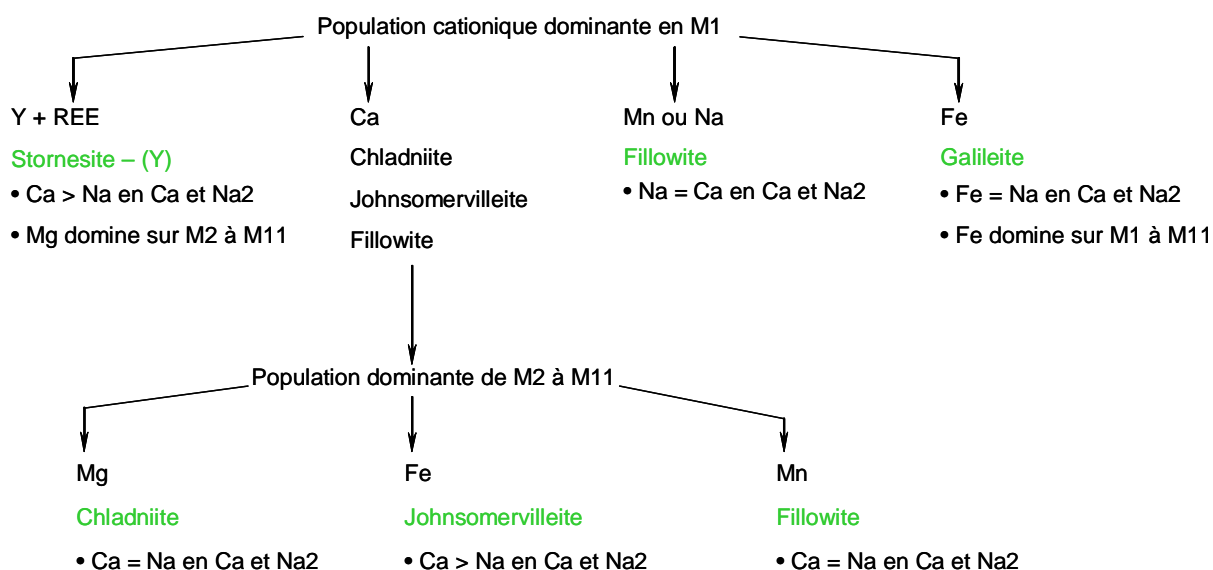 Population cationique dominante en M1
Y + REE
Stornesite – (Y)
• Ca > Na en Ca et Na2
• Mg domine sur M2 à M11
Ca
Chladniite
Johnsomervilleite
Fillowite
Mn ou Na
Fillowite
• Na = Ca en Ca et Na2
Fe
Galileite
• Fe = Na en Ca et Na2
• Fe domine sur M1 à M11
Population dominante de M2 à M11
Mg
Chladniite
• Ca = Na en Ca et Na2
Fe
Johnsomervilleite
• Ca > Na en Ca et Na2
Mn
Fillowite
• Ca = Na en Ca et Na2